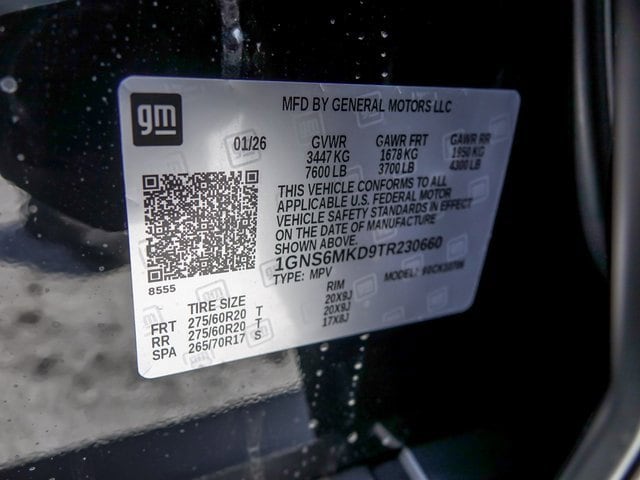 gm
MFD BY GENERAL MOTORS LLC
01/26 GVWR GAWR FRT GAWR RR
3447 KG 1678 KG 1950 KG
7600 LB 3700 LB 4300 LB
THIS VEHICLE CONFORMS TO ALL
APPLICABLE U.S. FEDERAL MOTOR
VEHICLE SAFETY STANDARDS IN EFFECT
ON THE DATE OF MANUFACTURE
SHOWN ABOVE.
1GNS6MKD9TR230660
TYPE: MPV MODEL:
8555
TIRE SIZE RIM
FRT 275/60R20 T 20X9J
RR 275/60R20 T 20X9J
SPA 265/70R17 S 17X8J